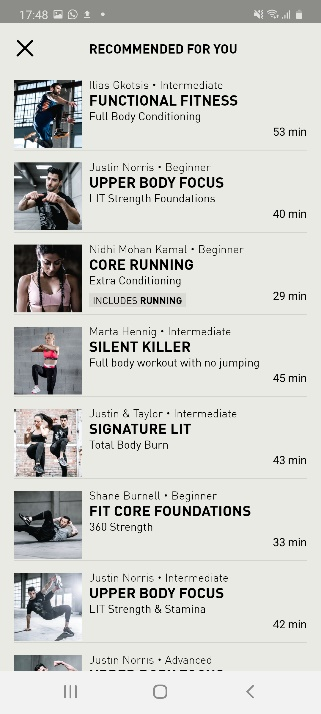 17:48
RECOMMENDED FOR YOU
Ilias Gkotsis • Intermediate
FUNCTIONAL FITNESS
Full Body Conditioning
53 min
Justin Norris • Beginner
UPPER BODY FOCUS
LIT Strength Foundations
40 min
Nidhi Mohan Kamal • Beginner
CORE RUNNING
Extra Conditioning
INCLUDES RUNNING
29 min
Marta Hennig • Intermediate
SILENT KILLER
Full body workout with no jumping
45 min
Justin & Taylor • Intermediate
SIGNATURE LIT
Total Body Burn
43 min
Shane Burnell • Beginner
FIT CORE FOUNDATIONS
360 Strength
33 min
Justin Norris • Intermediate
UPPER BODY FOCUS
LIT Strength & Stamina
42 min
Justin Norris • Advanced
UPPER BODY FOCUS